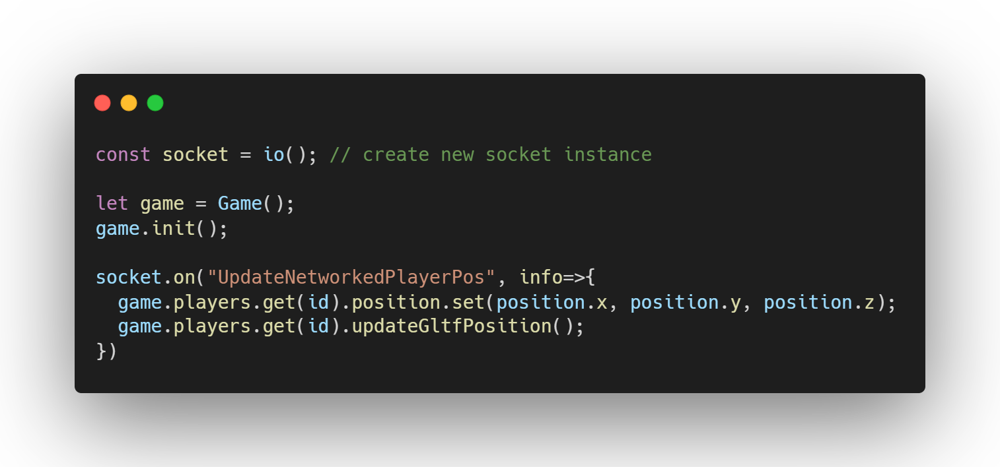 const socket = io(); // create new socket instance

let game = Game();
game.init();

socket.on("UpdateNetworkedPlayerPos", info=>{
  game.players.get(id).position.set(position.x, position.y, position.z);
  game.players.get(id).updateGltfPosition();
})